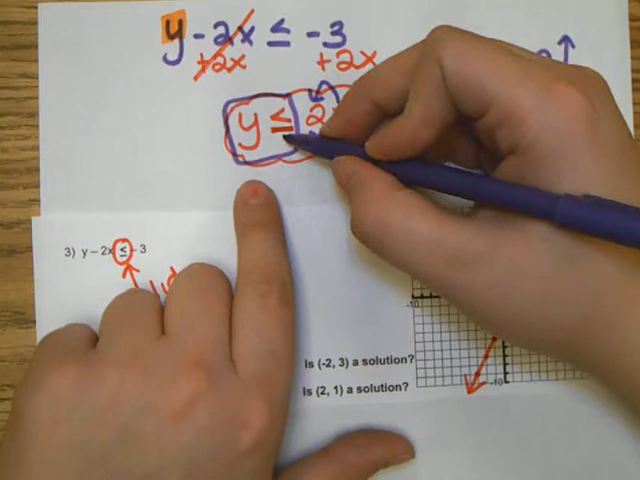 y - 2x ≤ -3
+2x +2x
y ≤ 2
3) y – 2x ≤ -3
-10
Is (-2, 3) a solution?
-10
Is (2, 1) a solution?